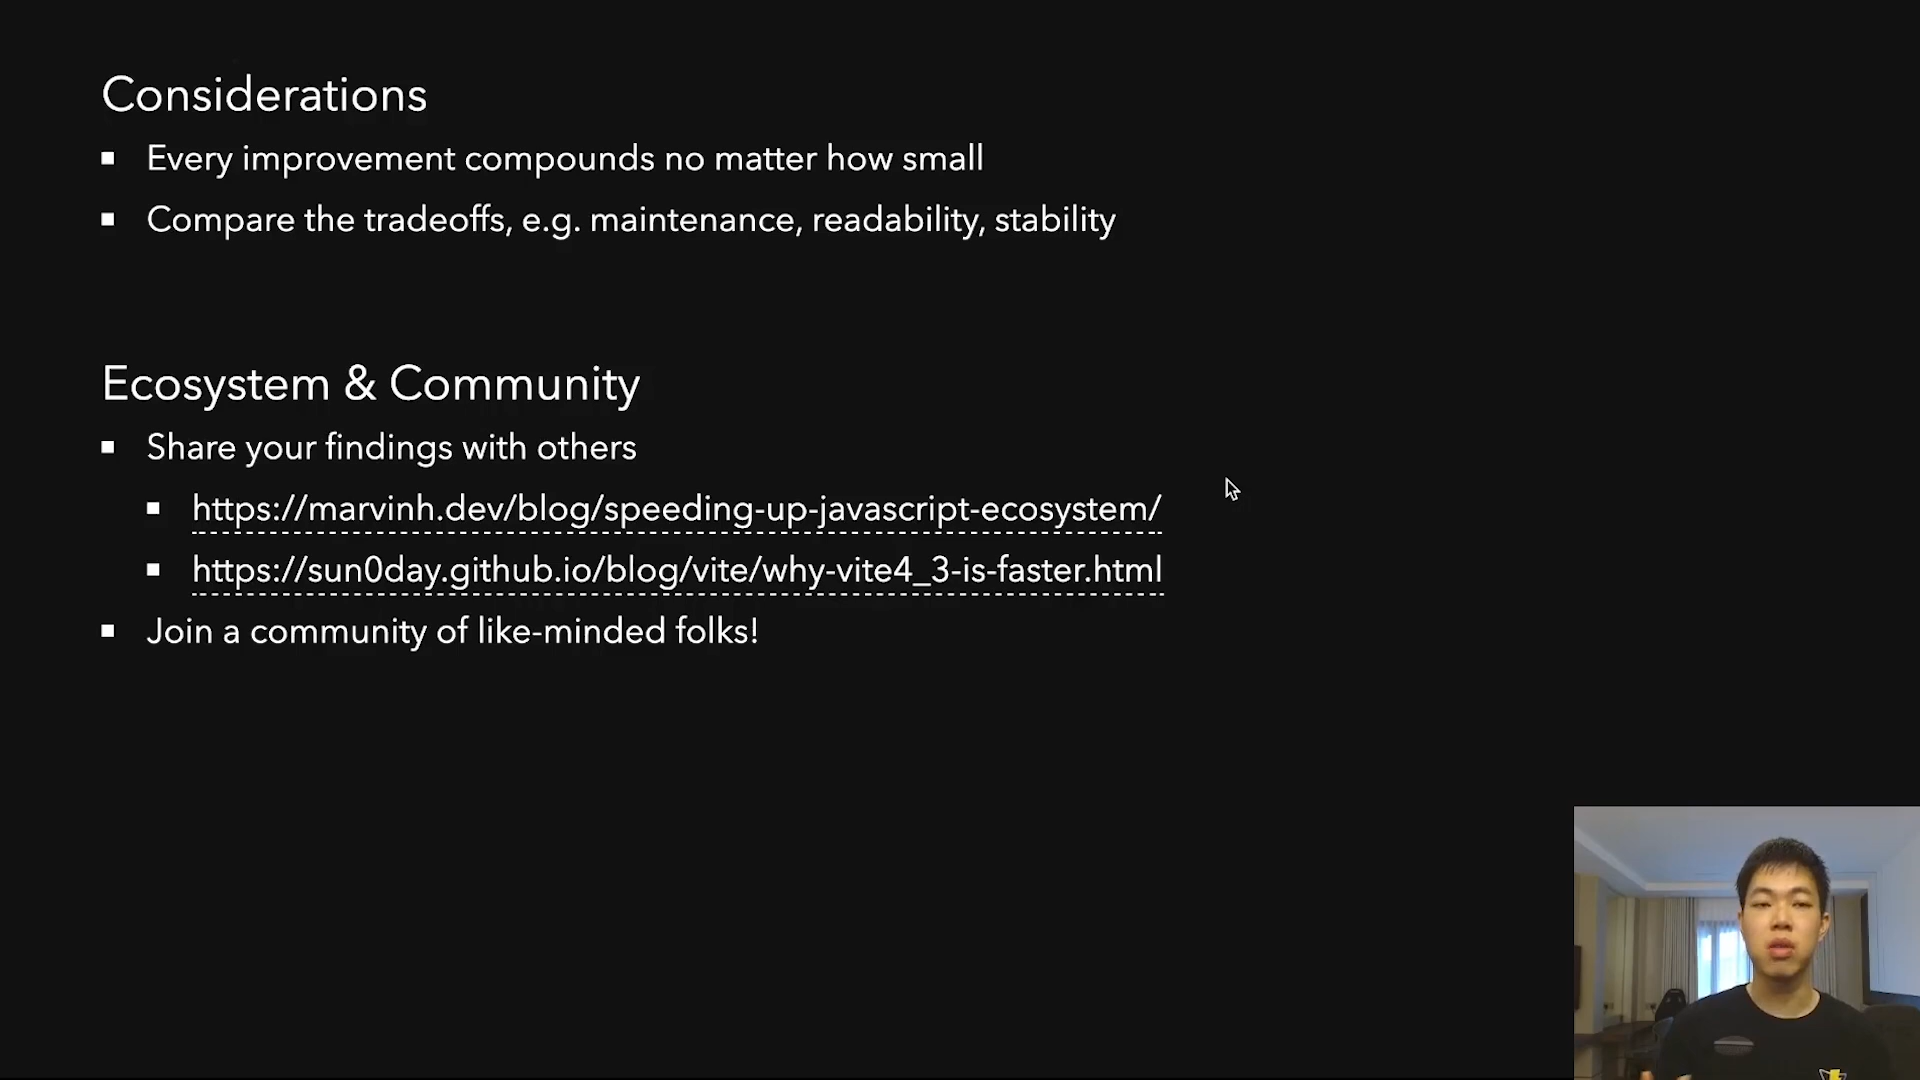 Considerations
Every improvement compounds no matter how small
Compare the tradeoffs, e.g. maintenance, readability, stability
Ecosystem & Community
Share your findings with others
https://marvinh.dev/blog/speeding-up-javascript-ecosystem/
https://sun0day.github.io/blog/vite/why-vite4_3-is-faster.html
Join a community of like-minded folks!